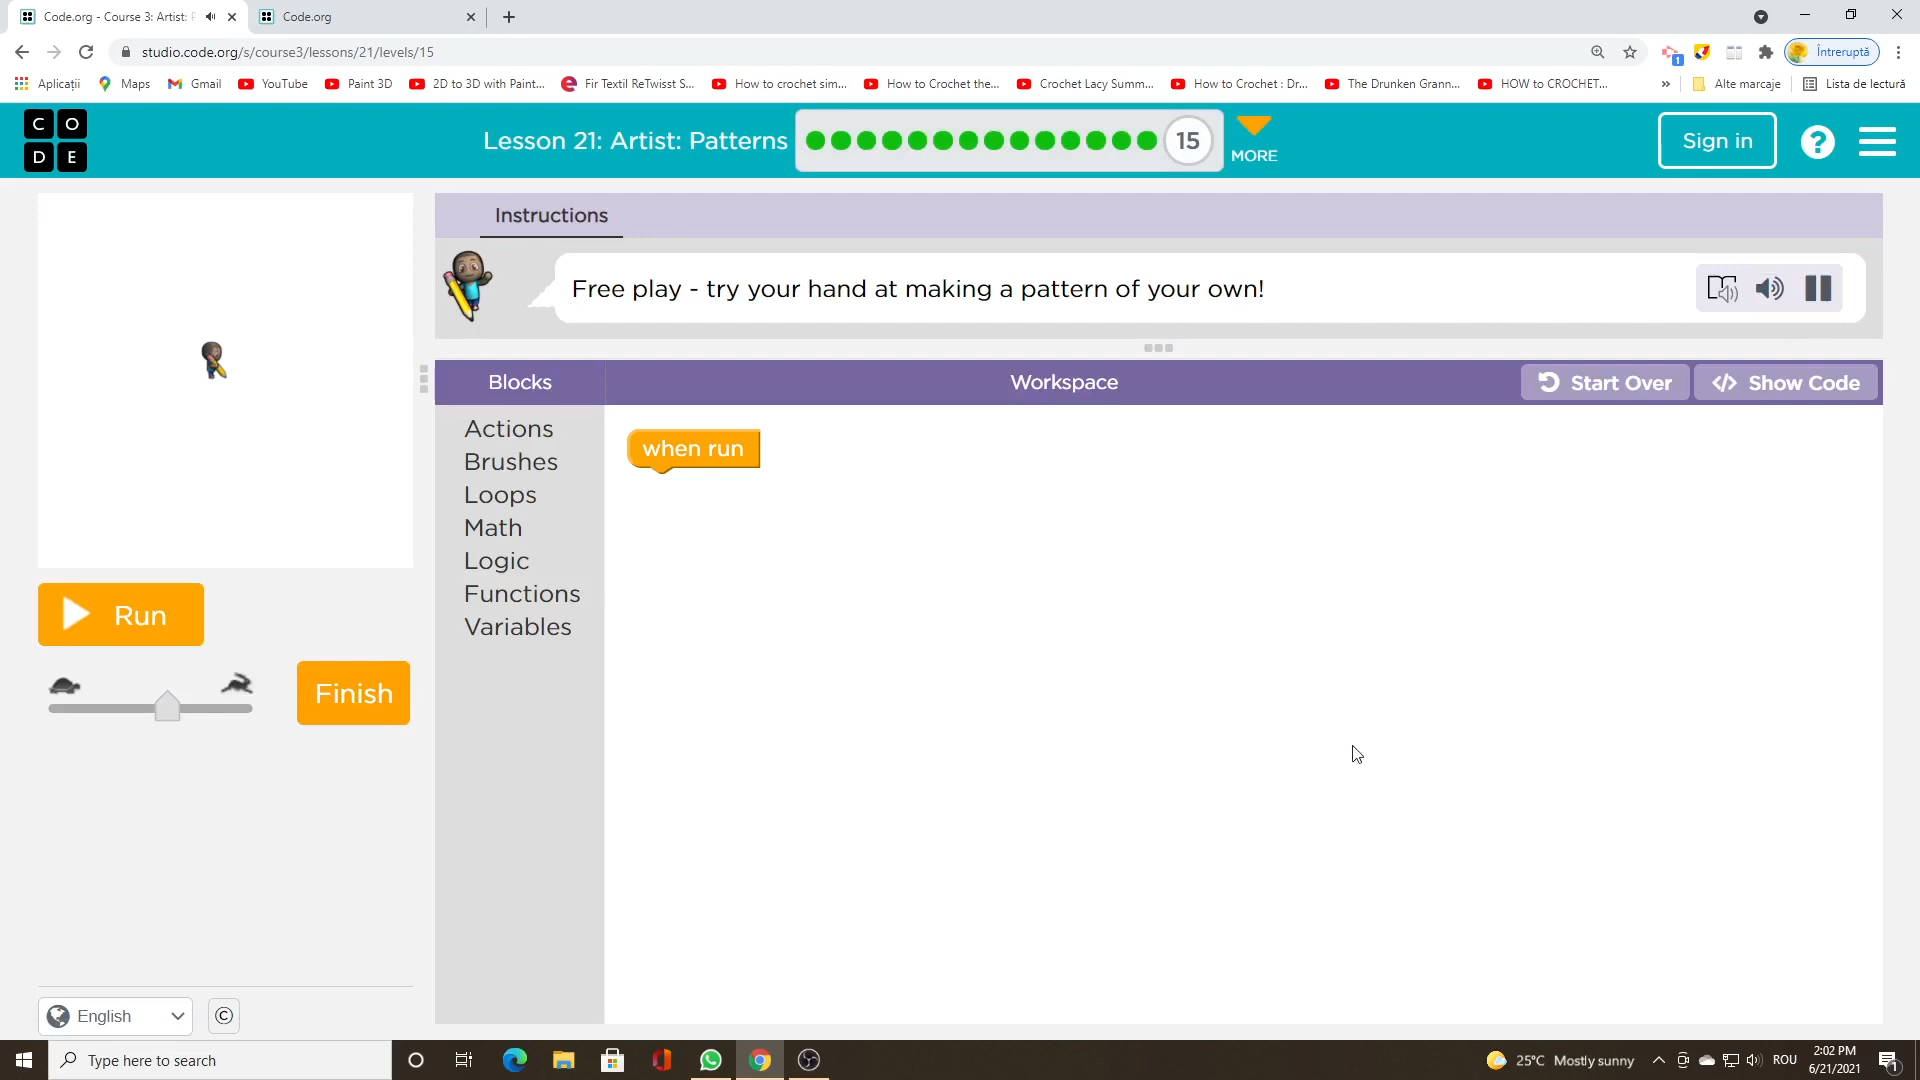 Code.org - Course 3: Artist: P
Code.org
studio.code.org/s/course3/lessons/21/levels/15
1
Întreruptă
Aplicații
Maps
Gmail
YouTube
Paint 3D
2D to 3D with Paint...
Fir Textil ReTwisst S...
How to crochet sim...
How to Crochet the...
Crochet Lacy Summ...
How to Crochet : Dr...
The Drunken Grann...
HOW to CROCHET...
»
Alte marcaje
Lista de lectură
C O
D E
Lesson 21: Artist: Patterns
15
MORE
Sign in
?
Instructions
Free play - try your hand at making a pattern of your own!
Blocks
Workspace
Start Over
</> Show Code
Actions
Brushes
Loops
Math
Logic
Functions
Variables
when run
Run
Finish
English
©
Type here to search
25°C Mostly sunny
ROU
2:02 PM
6/21/2021
1